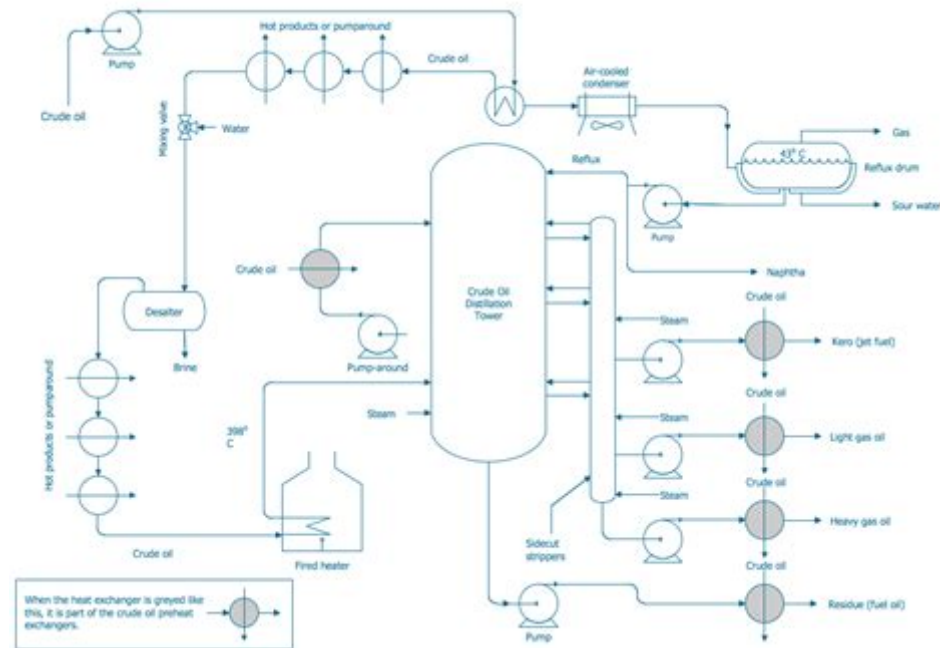 Pump
Crude oil
Hot products or pumparound
Crude oil
Air-cooled
condenser
Mixing valve
Water
Gas
43⁰ C
Reflux drum
Sour water
Reflux
Pump
Naphtha
Crude oil
Pump-around
Crude Oil
Distillation
Tower
Desalter
Brine
Hot products or pumparound
398⁰
C
Steam
Steam
Crude oil
Kero (jet fuel)
Steam
Crude oil
Light gas oil
Steam
Crude oil
Heavy gas oil
Sidecut
strippers
Crude oil
Fired heater
Crude oil
Residue (fuel oil)
Pump
When the heat exchanger is greyed like
this, it is part of the crude oil preheat
exchangers.